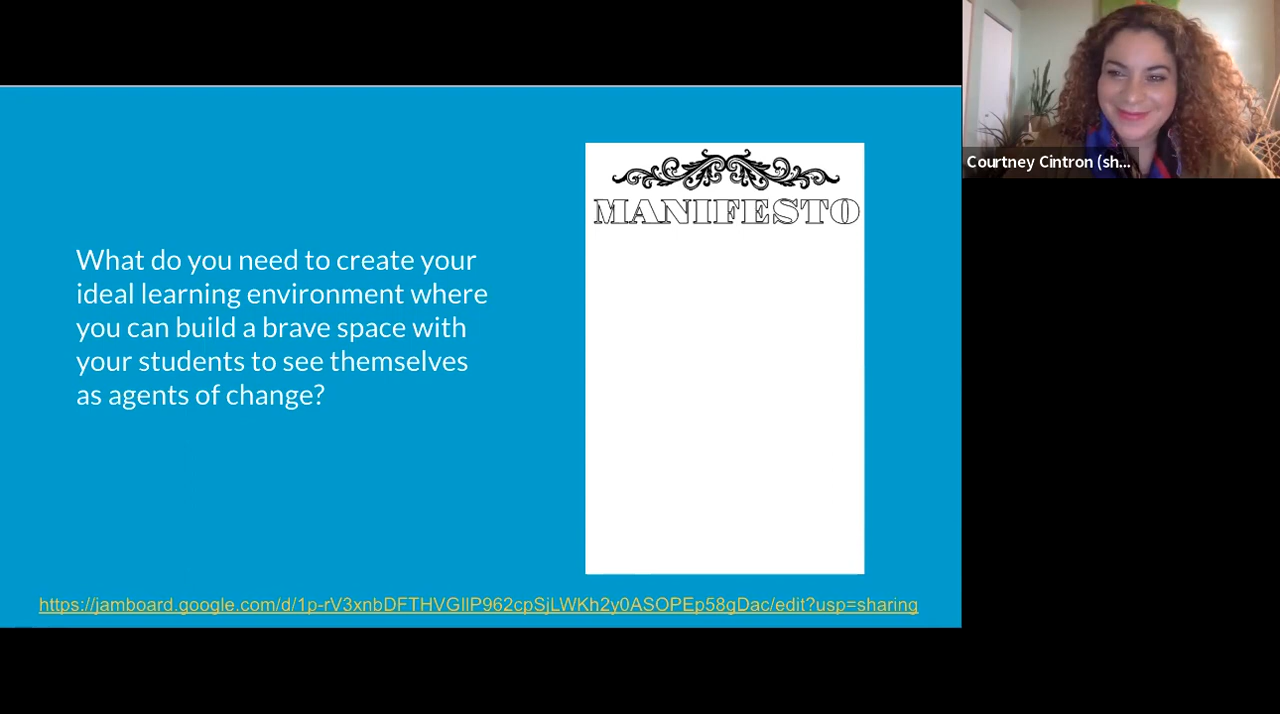 MANIFESTO
What do you need to create your
ideal learning environment where
you can build a brave space with
your students to see themselves
as agents of change?
https://jamboard.google.com/d/1p-rV3xnbDFTHVGIlP962cpSjLWKh2y0ASOPEp58gDac/edit?usp=sharing
Courtney Cintron (sh...